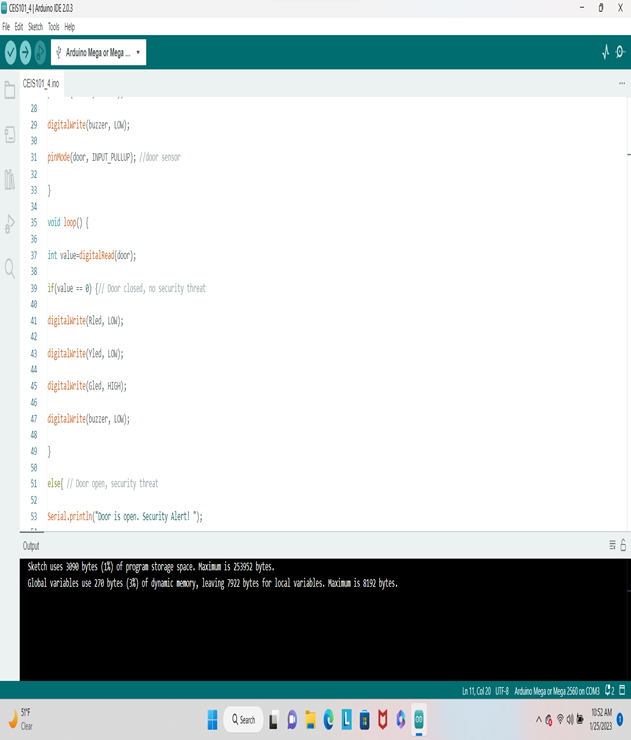 CEIS101_4 | Arduino IDE 2.0.3
File Edit Sketch Tools Help
Arduino Mega or Mega ...
CEIS101_4.ino
28
29 digitalWrite(buzzer, LOW);
30
31 pinMode(door, INPUT_PULLUP); //door sensor
32
33 }
34
35 void loop() {
36
37 int value=digitalRead(door);
38
39 if(value == 0) {// Door closed, no security threat
40
41 digitalWrite(Rled, LOW);
42
43 digitalWrite(Yled, LOW);
44
45 digitalWrite(Gled, HIGH);
46
47 digitalWrite(buzzer, LOW);
48
49 }
50
51 else{ // Door open, security threat
52
53 Serial.println("Door is open. Security Alert! ");
Output
Sketch uses 3090 bytes (1%) of program storage space. Maximum is 253952 bytes.
Global variables use 270 bytes (3%) of dynamic memory, leaving 7922 bytes for local variables. Maximum is 8192 bytes.
Ln 11, Col 20 UTF-8 Arduino Mega or Mega 2560 on COM3 2
51°F
Clear
Search
10:52 AM
1/25/2023
1